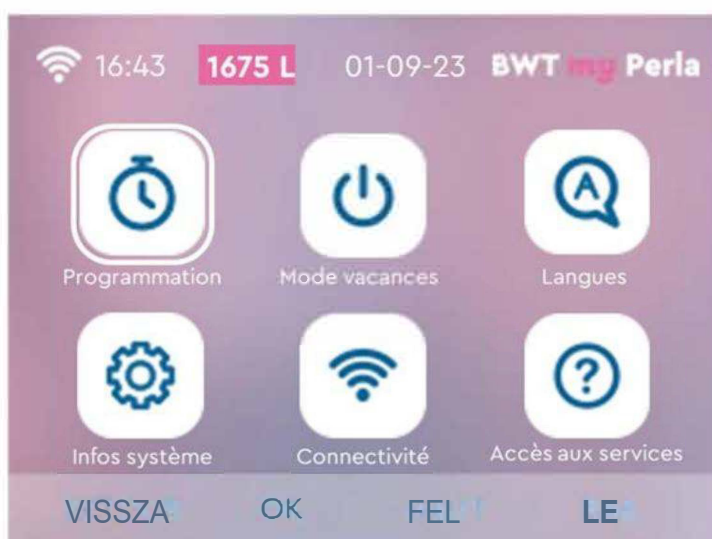 16:43 1675 L 01-09-23 BWT my Perla
A
Programmation Mode vacances Langues
?
Infos système Connectivité Accès aux services
VISSZA OK FEL LE